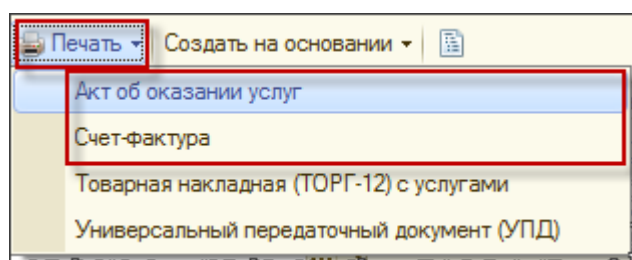 Печать Создать на основании
Акт об оказании услуг
Счет-фактура
Товарная накладная (ТОРГ-12) с услугами
Универсальный передаточный документ (УПД)